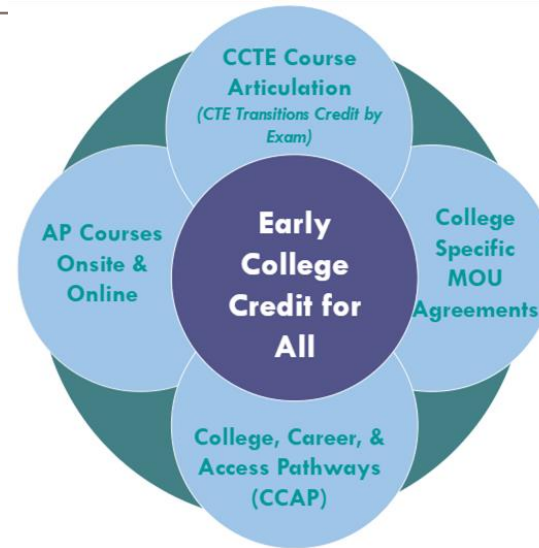 CCTE Course
Articulation
(CTE Transitions Credit by
Exam)
AP Courses
Onsite &
Online
Early
College
Credit for
All
College
Specific
MOU
Agreements
College, Career, &
Access Pathways
(CCAP)